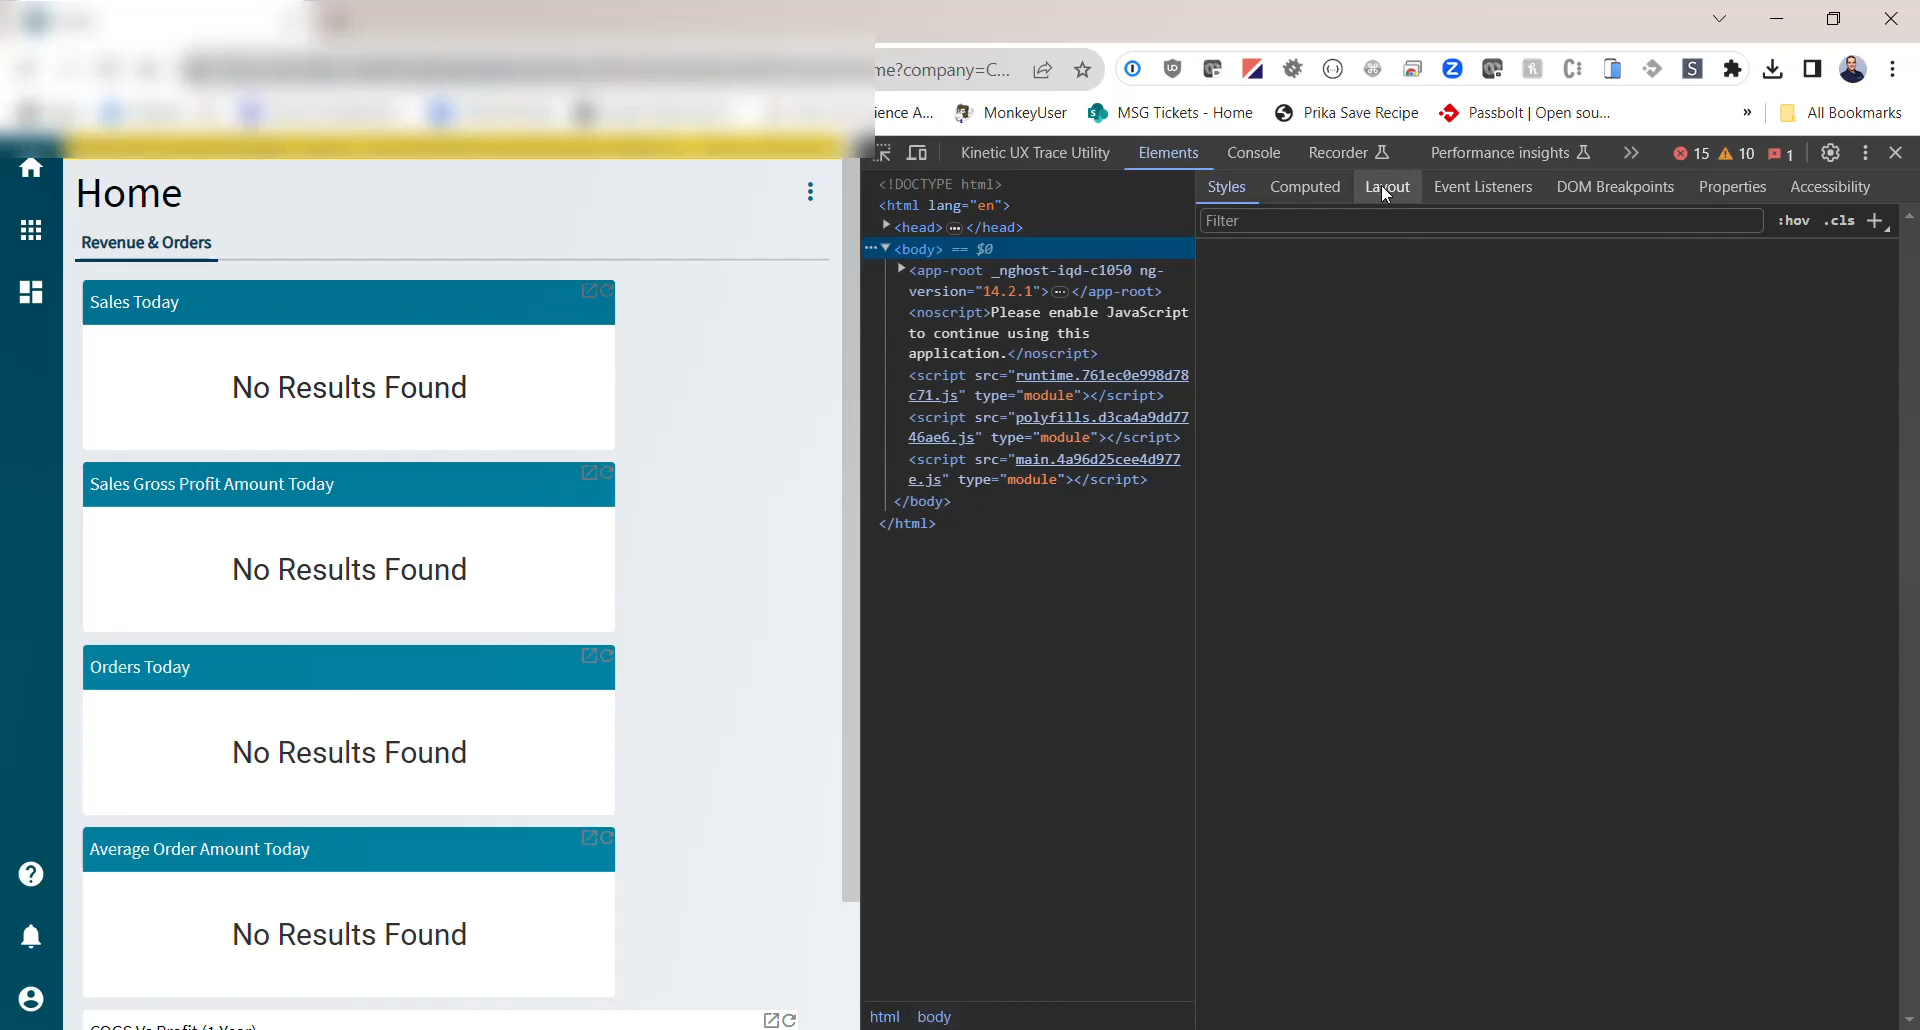 me?company=C...
ience A...
MonkeyUser
MSG Tickets - Home
Prika Save Recipe
Passbolt | Open sou...
»
All Bookmarks
Home
Revenue & Orders
Sales Today
No Results Found
Sales Gross Profit Amount Today
No Results Found
Orders Today
No Results Found
Average Order Amount Today
No Results Found
COGS Vs Profit (1 Year)
Kinetic UX Trace Utility
Elements
Console
Recorder
Performance insights
15
10
1
<!DOCTYPE html>
<html lang="en">
<head>…</head>
<body> == $0
<app-root _nghost-iqd-c1050 ng-
version="14.2.1">…</app-root>
<noscript>Please enable JavaScript
to continue using this
application.</noscript>
<script src="runtime.761ec0e998d78
c71.js" type="module"></script>
<script src="polyfills.d3ca4a9dd77
46ae6.js" type="module"></script>
<script src="main.4a96d25cee4d977
e.js" type="module"></script>
</body>
</html>
html body
Styles
Computed
Layout
Event Listeners
DOM Breakpoints
Properties
Accessibility
Filter
:hov .cls